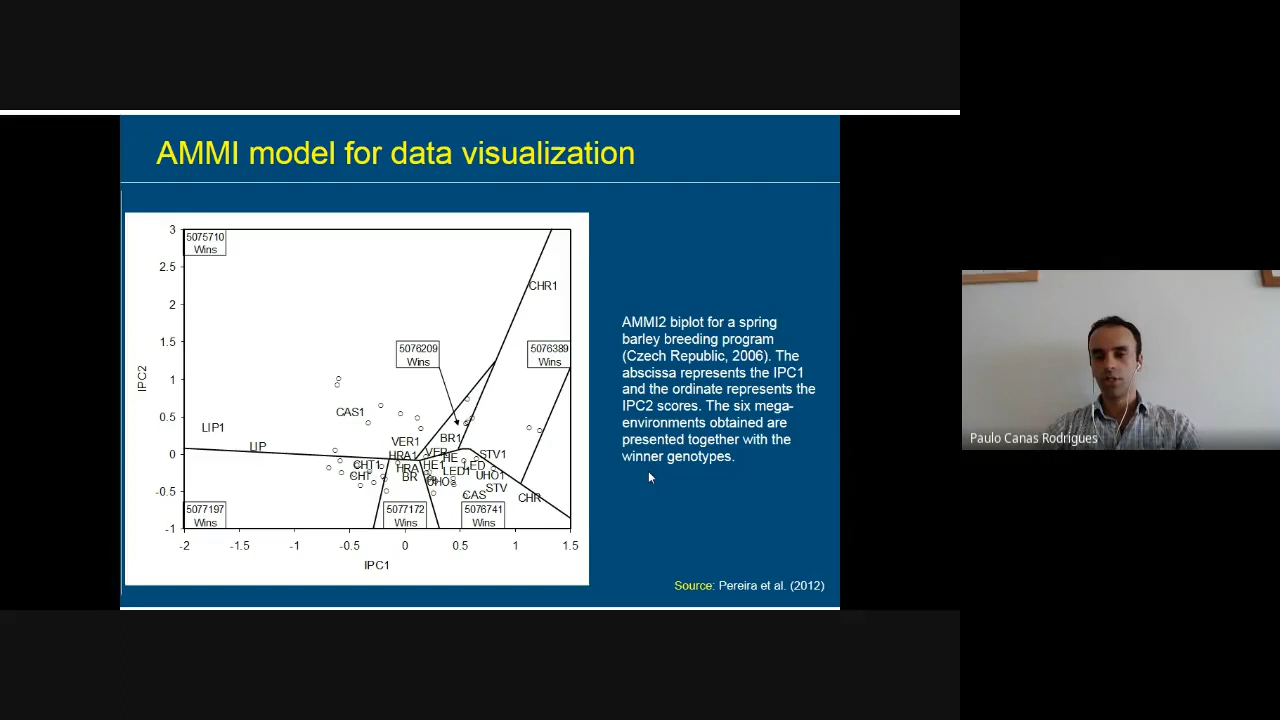 AMMI model for data visualization
3
2.5
2
1.5
1
0.5
0
-0.5
-1
IPC2
5075710
Wins
CHR1
5076209
Wins
5076389
Wins
CAS1
LIP1
LIP
VER1
BR1
HRA1
VER
HE
STV1
CHT1
HRA
HE1
LED
CHT
BR
LED1
UHO1
UHO
STV
CAS
CHR
5077197
Wins
5077172
Wins
5076741
Wins
-2
-1.5
-1
-0.5
0
0.5
1
1.5
IPC1
AMMI2 biplot for a spring
barley breeding program
(Czech Republic, 2006). The
abscissa represents the IPC1
and the ordinate represents the
IPC2 scores. The six mega-
environments obtained are
presented together with the
winner genotypes.
Source: Pereira et al. (2012)
Paulo Canas Rodrigues